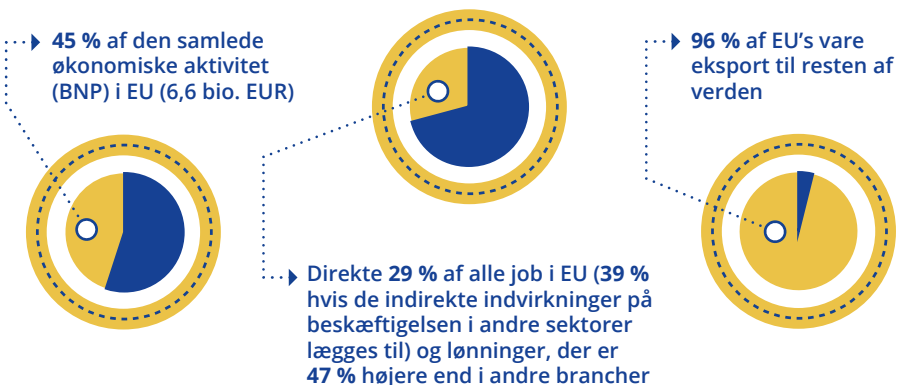 45 % af den samlede
økonomiske aktivitet
(BNP) i EU (6,6 bio. EUR)
96 % af EU's vare
eksport til resten af
verden
Direkte 29 % af alle job i EU (39 %
hvis de indirekte indvirkninger på
beskæftigelsen i andre sektorer
lægges til) og lønninger, der er
47 % højere end i andre brancher